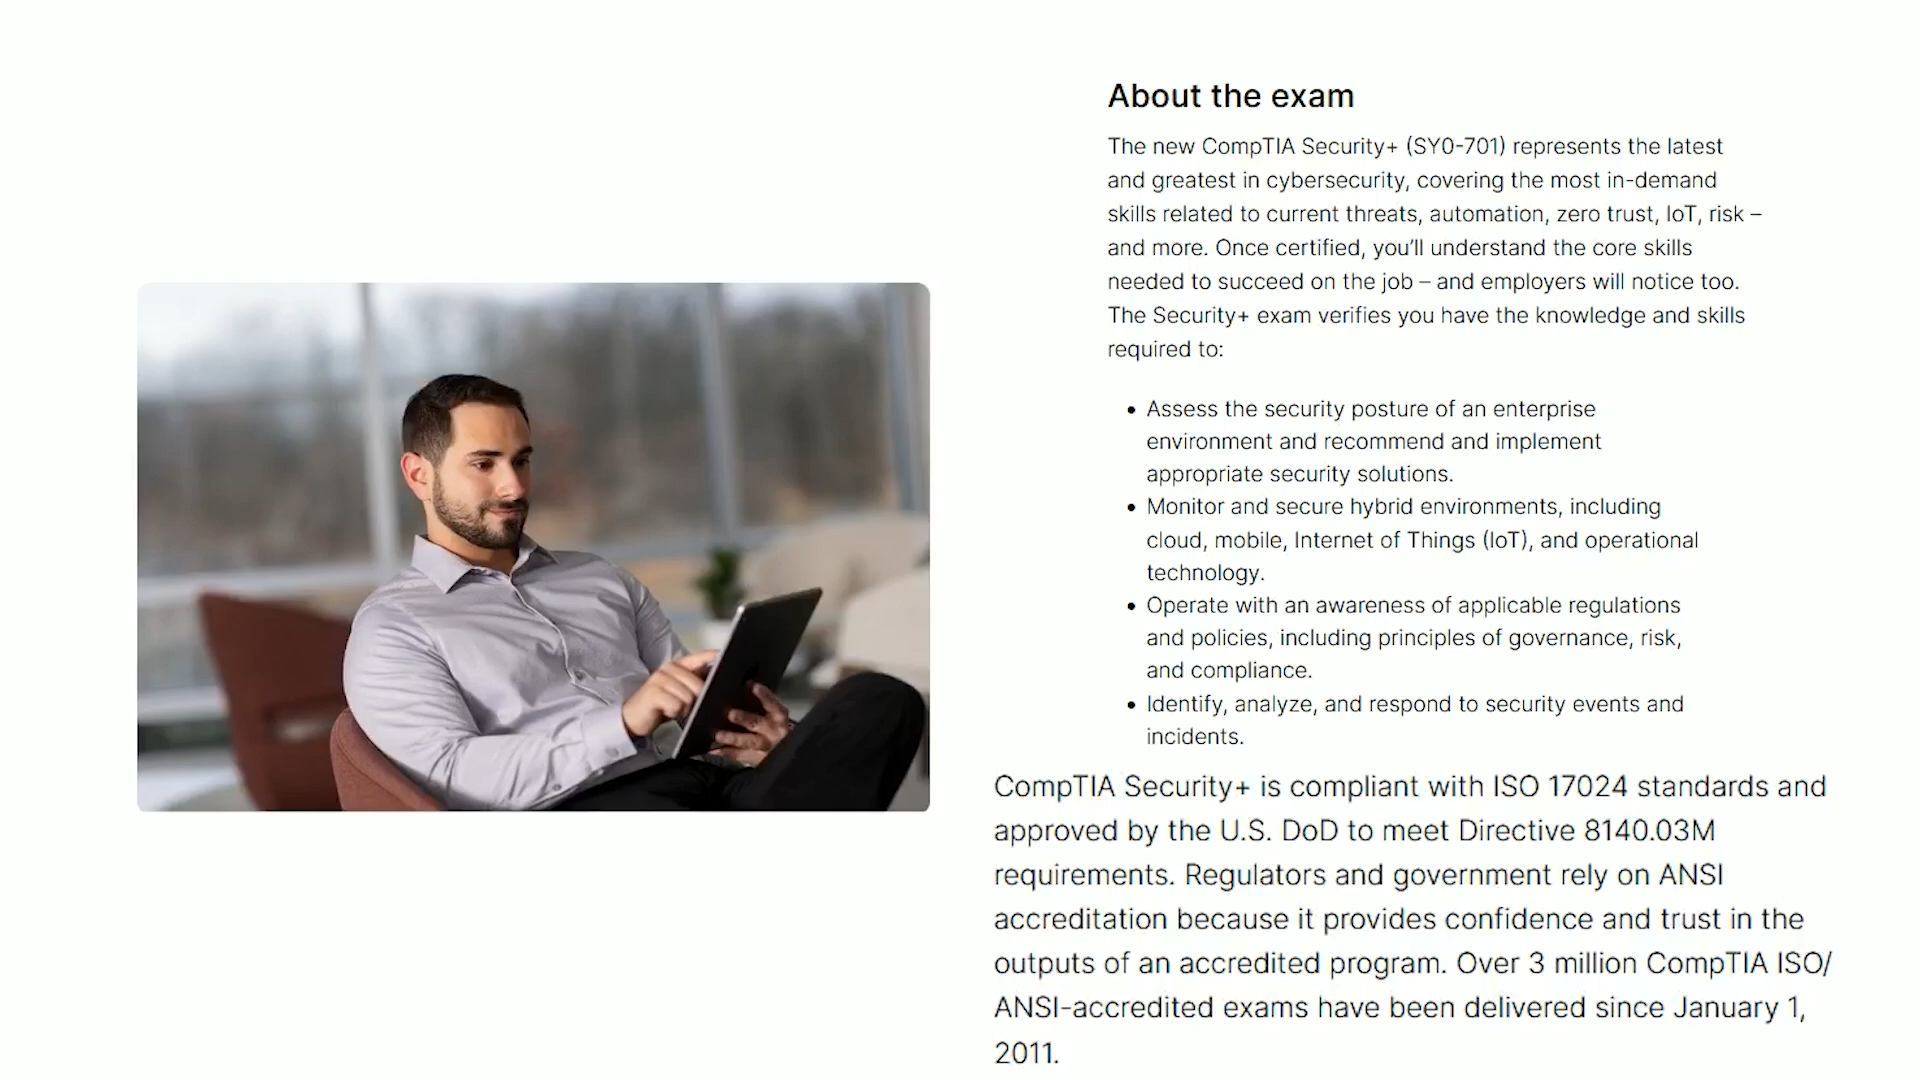 About the exam
The new CompTIA Security+ (SY0-701) represents the latest
and greatest in cybersecurity, covering the most in-demand
skills related to current threats, automation, zero trust, IoT, risk –
and more. Once certified, you’ll understand the core skills
needed to succeed on the job – and employers will notice too.
The Security+ exam verifies you have the knowledge and skills
required to:
• Assess the security posture of an enterprise
environment and recommend and implement
appropriate security solutions.
• Monitor and secure hybrid environments, including
cloud, mobile, Internet of Things (IoT), and operational
technology.
• Operate with an awareness of applicable regulations
and policies, including principles of governance, risk,
and compliance.
• Identify, analyze, and respond to security events and
incidents.
CompTIA Security+ is compliant with ISO 17024 standards and
approved by the U.S. DoD to meet Directive 8140.03M
requirements. Regulators and government rely on ANSI
accreditation because it provides confidence and trust in the
outputs of an accredited program. Over 3 million CompTIA ISO/
ANSI-accredited exams have been delivered since January 1,
2011.